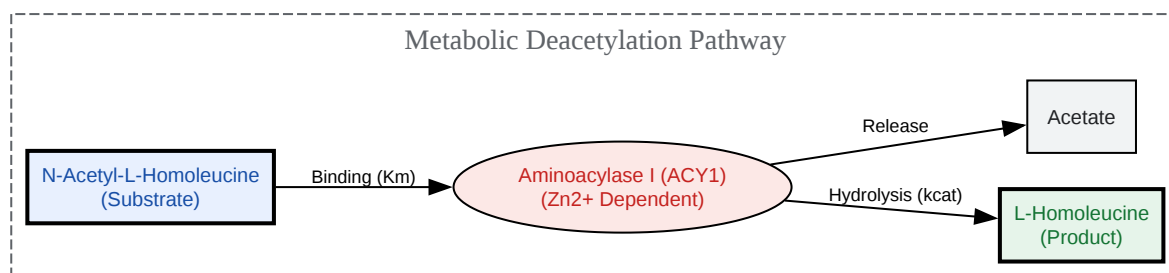 Metabolic Deacetylation Pathway
N-Acetyl-L-Homoleucine
(Substrate)
Binding (Km)
Aminoacylase I (ACY1)
(Zn2+ Dependent)
Release
Acetate
Hydrolysis (kcat)
L-Homoleucine
(Product)